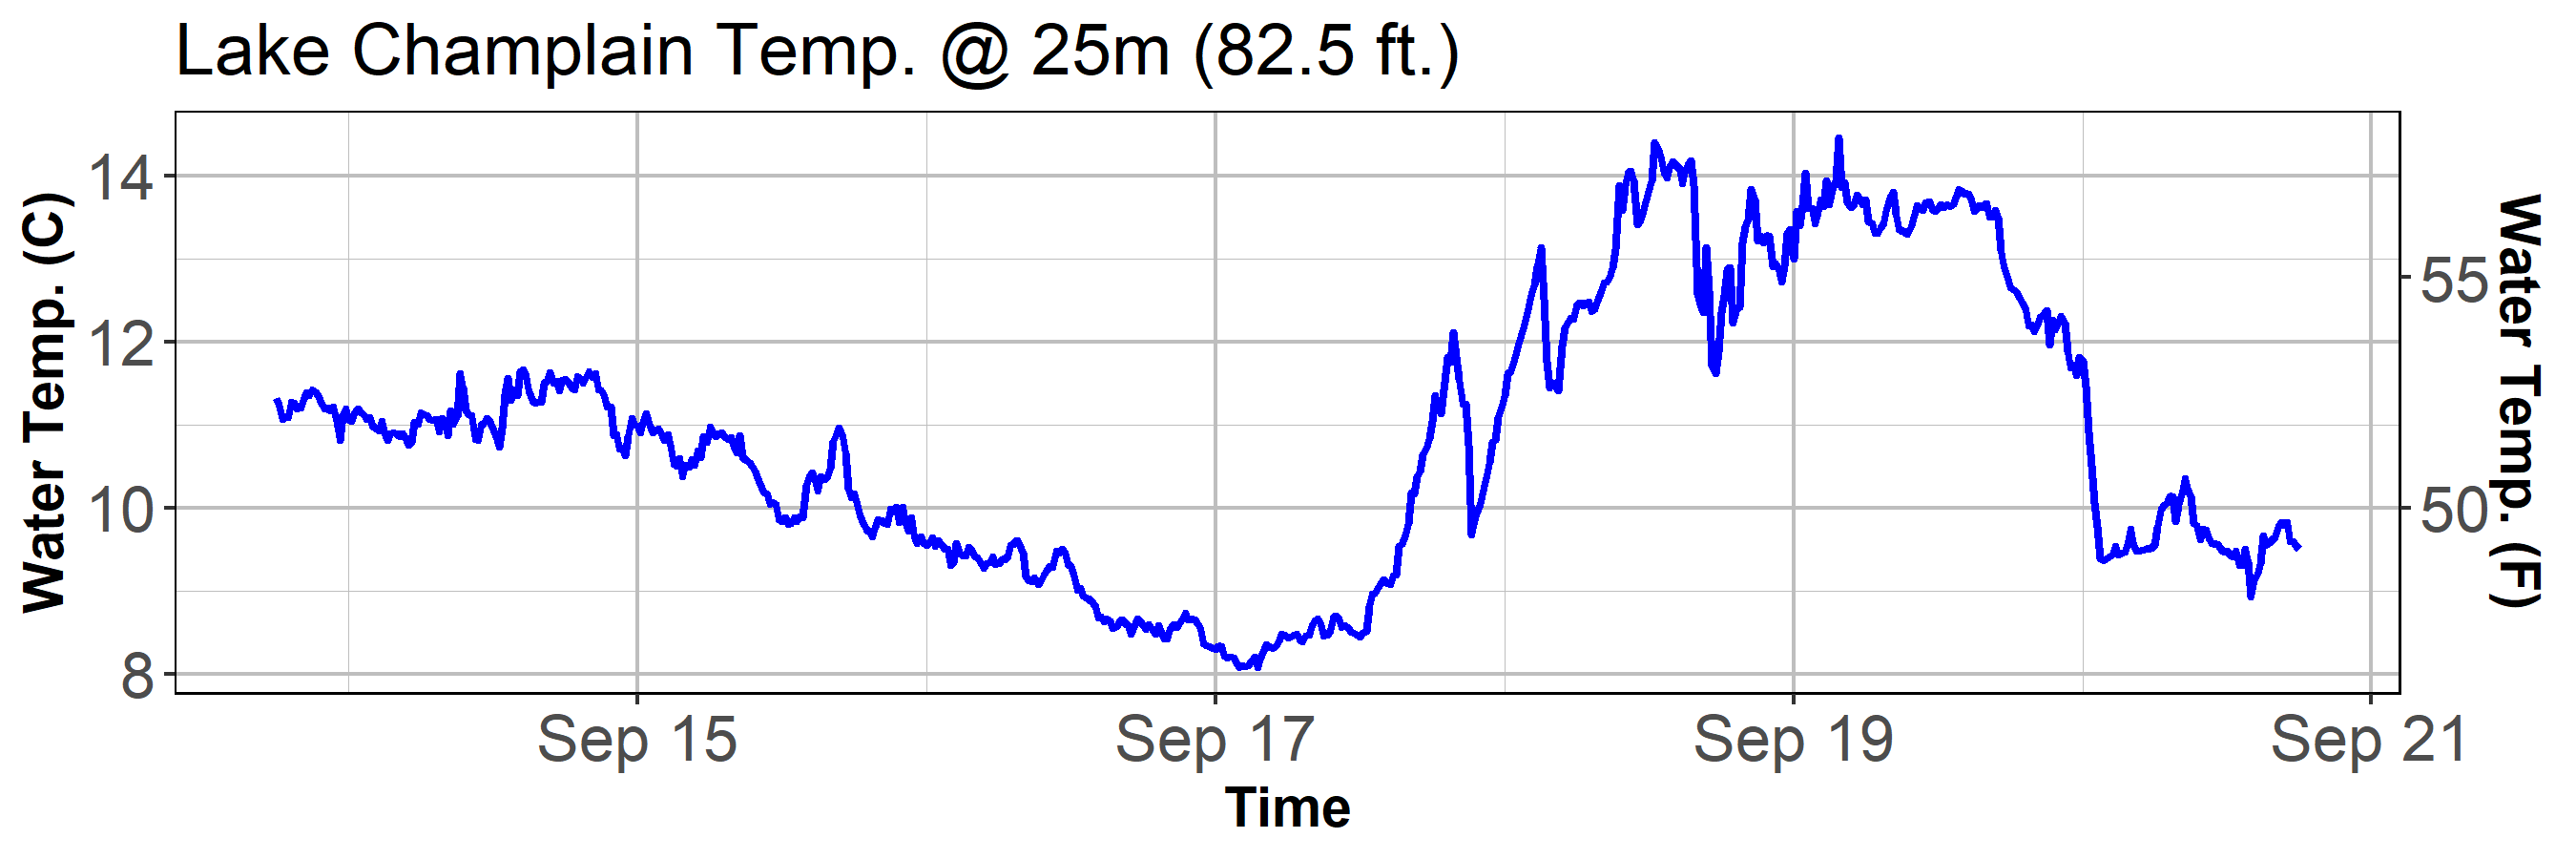 Lake Champlain Temp. @ 25m (82.5 ft.)
Water Temp. (C)
14
12
10
8
55
50
Water Temp. (F)
Sep 15
Sep 17
Sep 19
Sep 21
Time